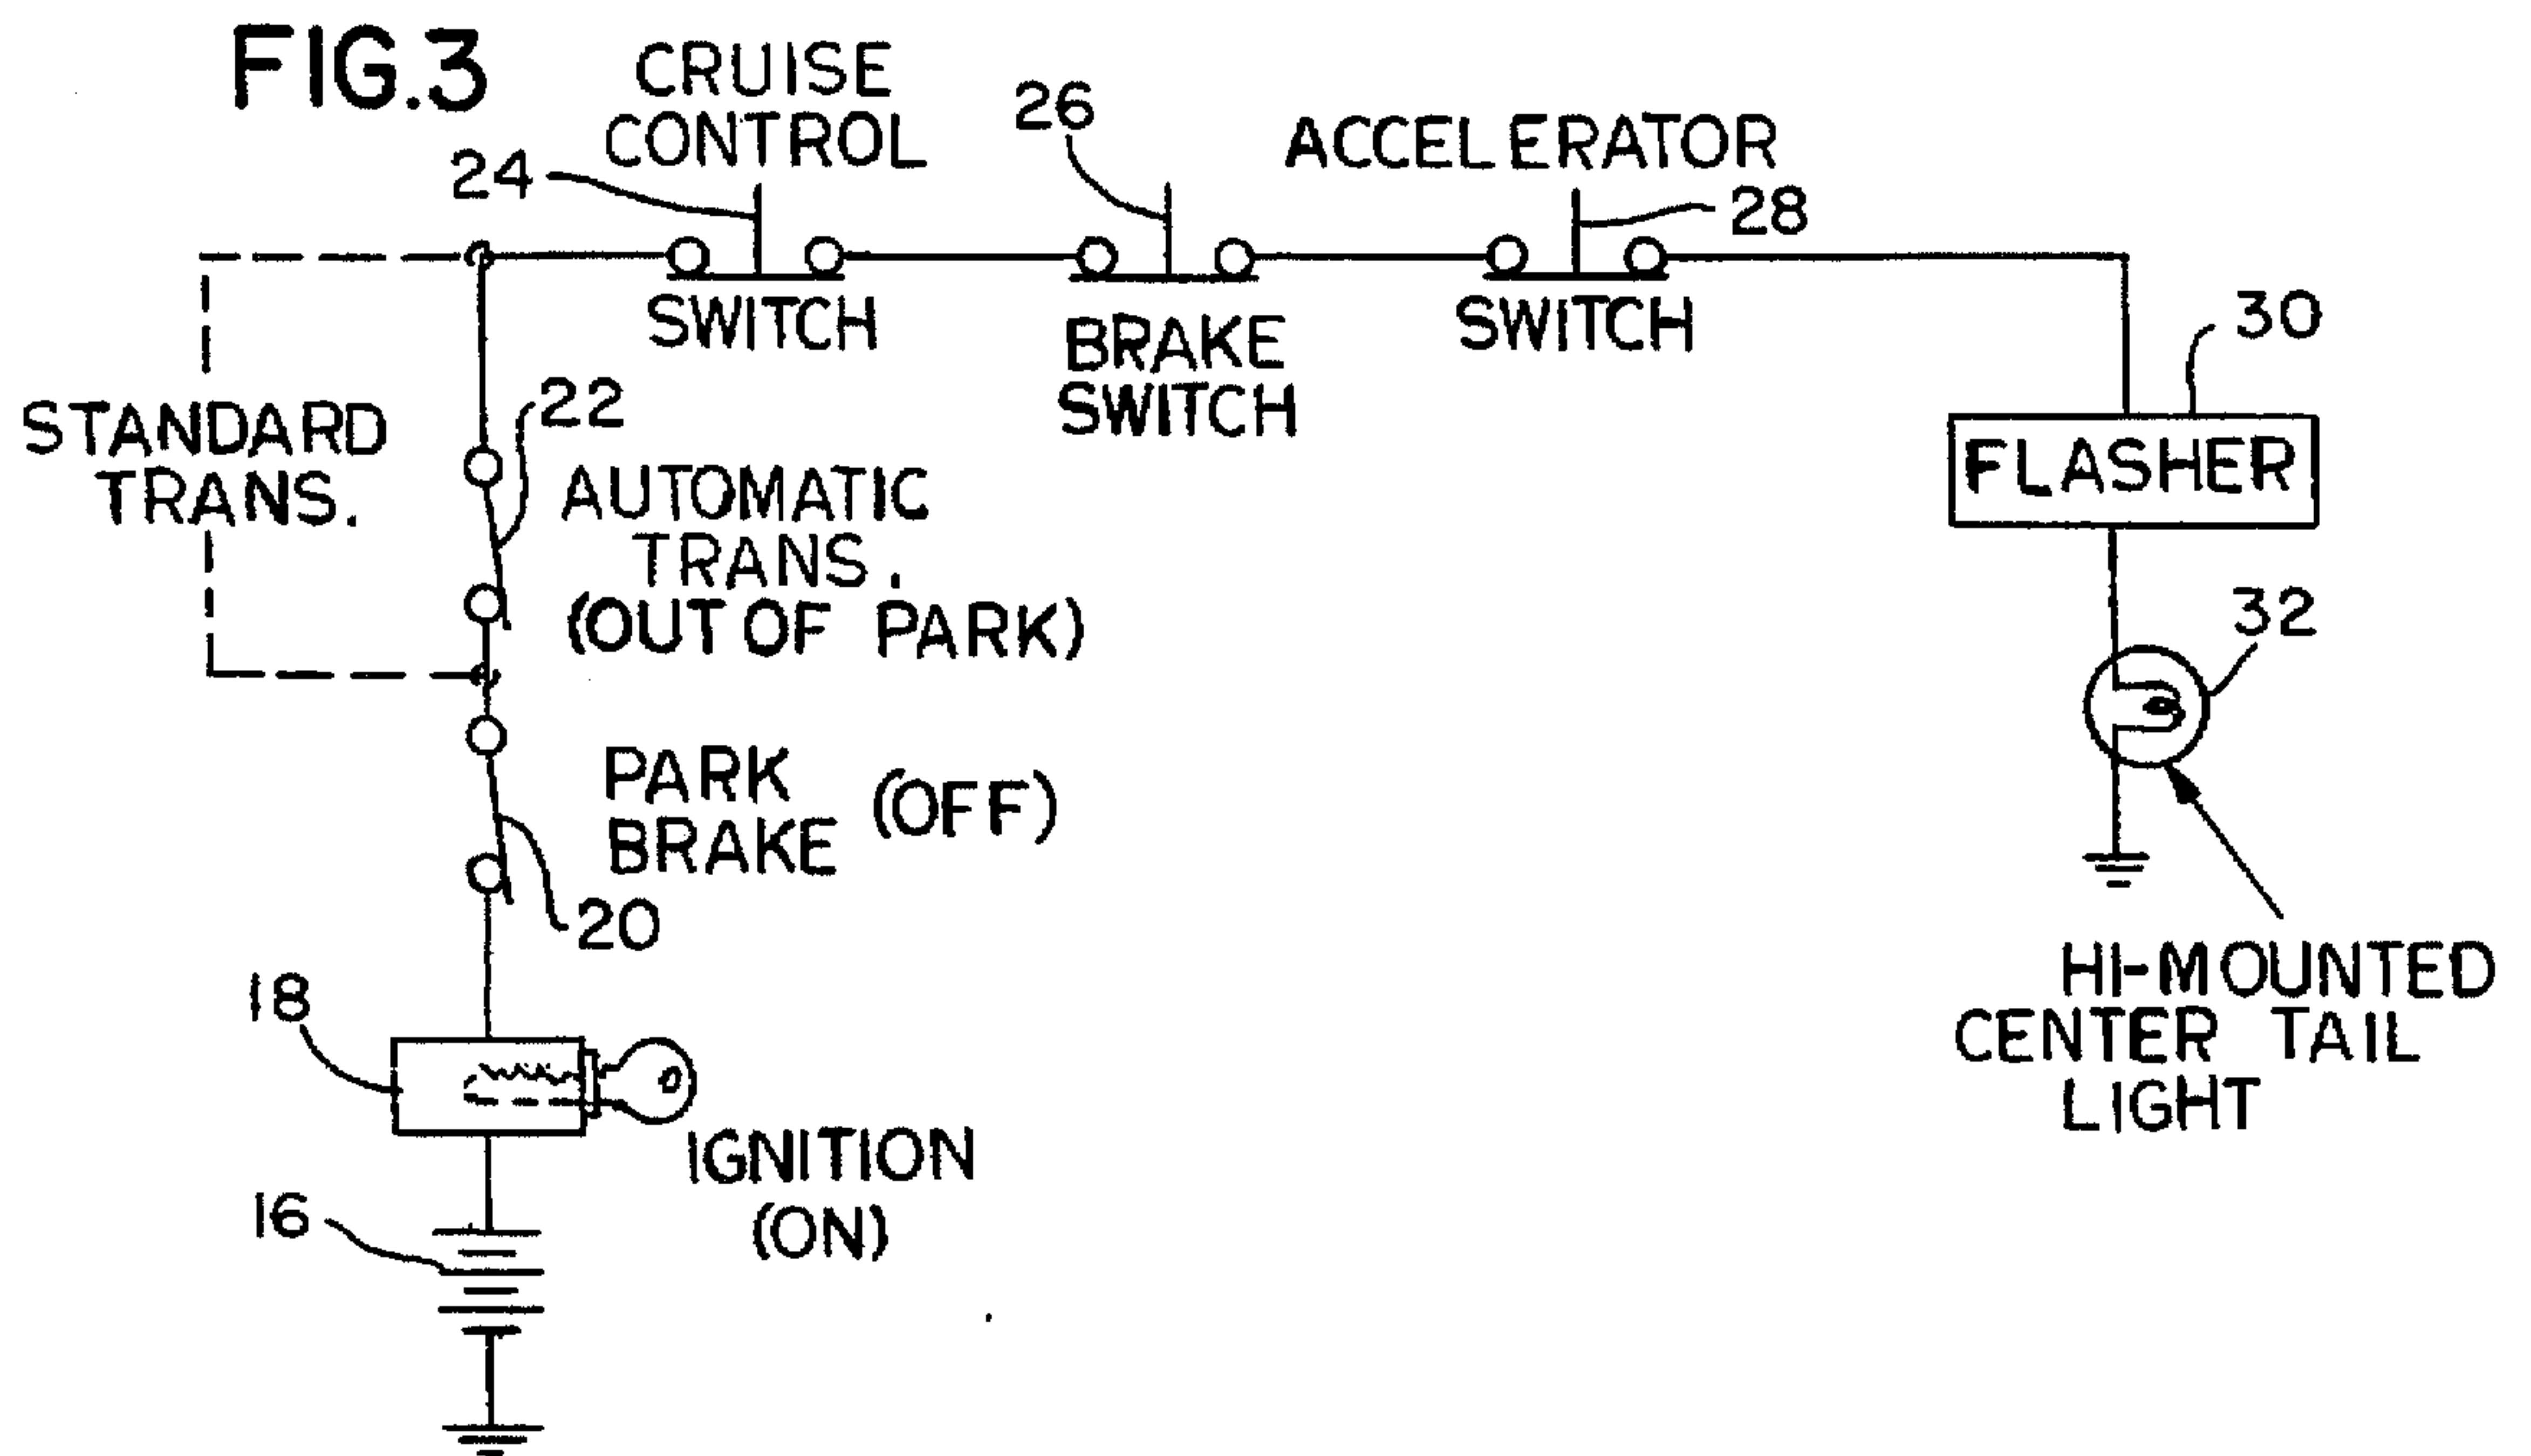 FIG.3
CRUISE
CONTROL
24
SWITCH
26
BRAKE
SWITCH
ACCELERATOR
28
SWITCH
30
FLASHER
32
HI-MOUNTED
CENTER TAIL
LIGHT
STANDARD
TRANS.
22
AUTOMATIC
TRANS.
(OUT OF PARK)
PARK
BRAKE (OFF)
20
18
IGNITION
(ON)
16